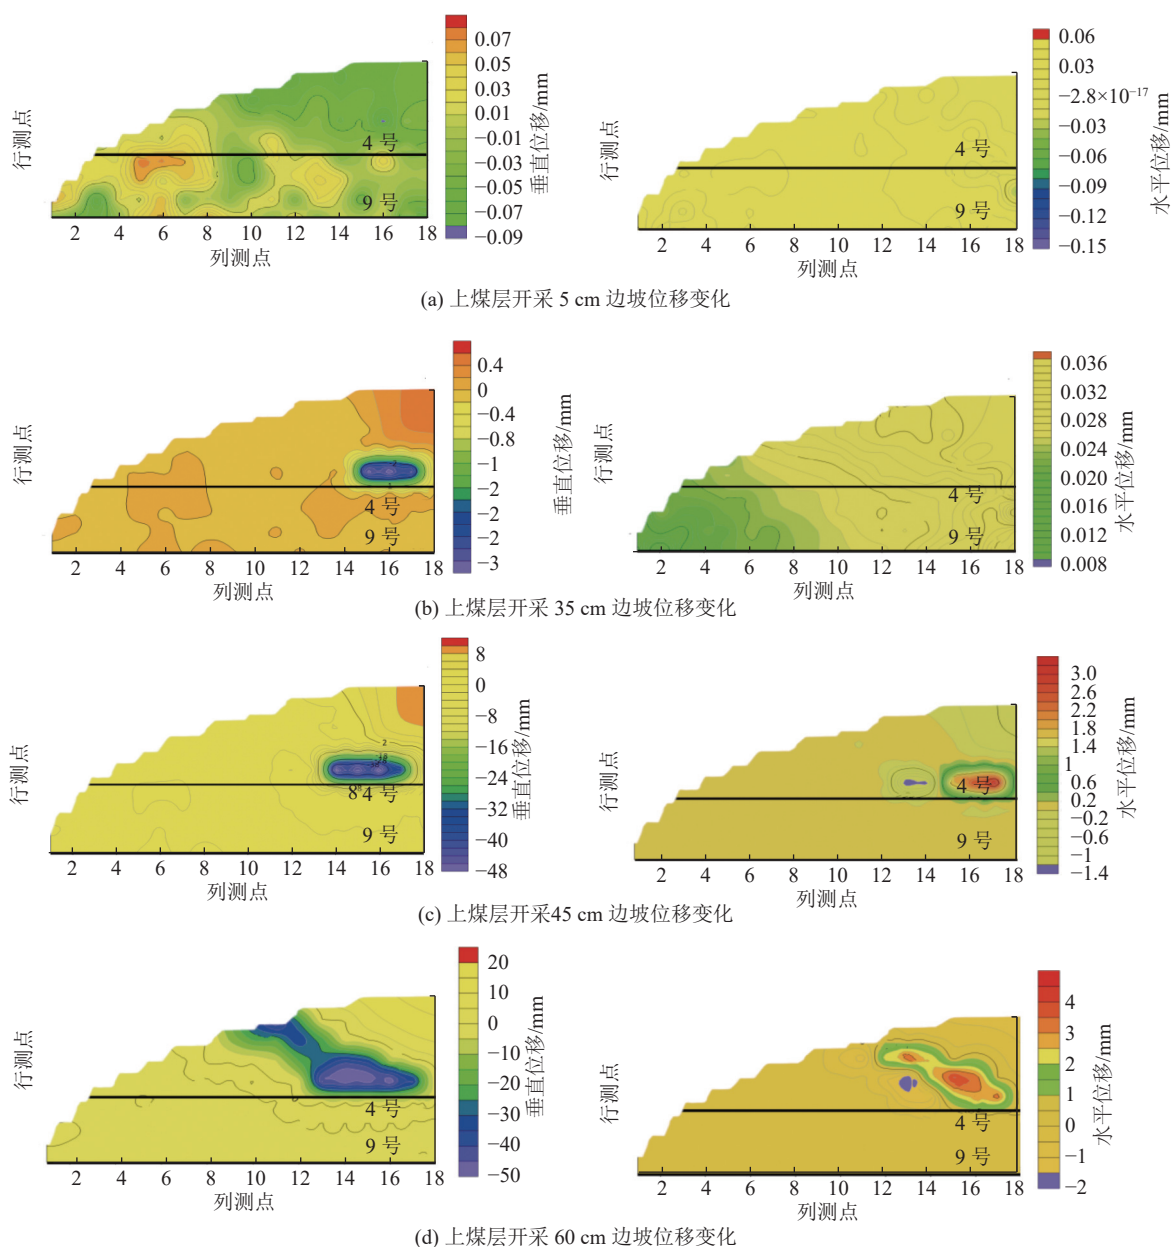 0.07
0.05
0.03
0.01
−0.01
−0.03
−0.05
−0.07
−0.09
垂直位移/mm
行测点
4 号
9 号
2 4 6 8 10 12 14 16 18
列测点
0.06
0.03
−2.8×10⁻¹⁷
−0.03
−0.06
−0.09
−0.12
−0.15
水平位移/mm
行测点
4 号
9 号
2 4 6 8 10 12 14 16 18
列测点
(a) 上煤层开采 5 cm 边坡位移变化
0.4
0
−0.4
−0.8
−1
−2
−2
−3
垂直位移/mm
行测点
4 号
9 号
2 4 6 8 10 12 14 16 18
列测点
0.036
0.032
0.028
0.024
0.020
0.016
0.012
0.008
水平位移/mm
行测点
4 号
9 号
2 4 6 8 10 12 14 16 18
列测点
(b) 上煤层开采 35 cm 边坡位移变化
8
0
−8
−16
−24
−32
−40
−48
垂直位移/mm
行测点
2
4 号
9 号
2 4 6 8 10 12 14 16 18
列测点
3.0
2.6
2.2
1.8
1.4
1
0.6
0.2
−0.2
−0.6
−1
−1.4
水平位移/mm
行测点
4 号
9 号
2 4 6 8 10 12 14 16 18
列测点
(c) 上煤层开采45 cm 边坡位移变化
20
10
0
−10
−20
−30
−40
−50
垂直位移/mm
行测点
4 号
9 号
2 4 6 8 10 12 14 16 18
列测点
4
3
2
1
0
−1
−2
水平位移/mm
行测点
4 号
9 号
2 4 6 8 10 12 14 16 18
列测点
(d) 上煤层开采 60 cm 边坡位移变化